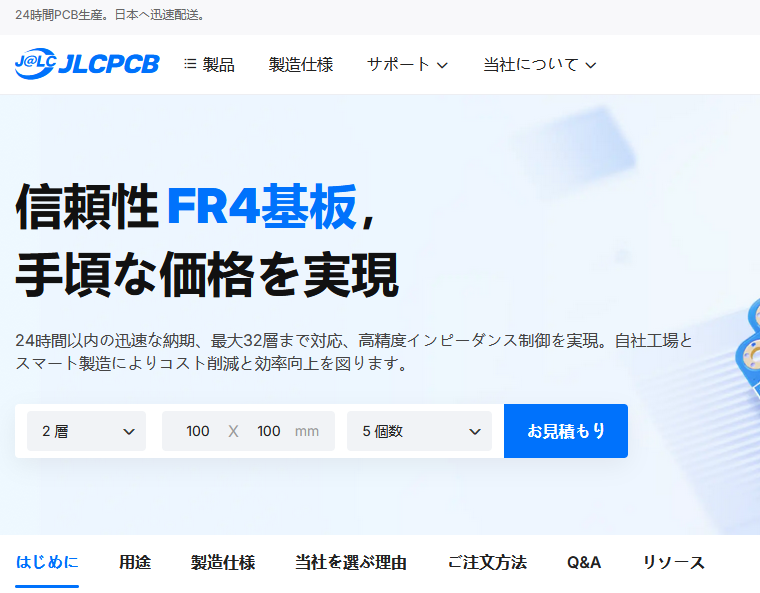 24時間PCB生産。日本へ迅速配送。
J@LC JLCPCB 製品 製造仕様 サポート 当社について
信頼性 FR4基板,
手頃な価格を実現
24時間以内の迅速な納期、最大32層まで対応、高精度インピーダンス制御を実現。自社工場と
スマート製造によりコスト削減と効率向上を図ります。
2 層 100 X 100 mm 5 個数 お見積もり
はじめに 用途 製造仕様 当社を選ぶ理由 ご注文方法 Q&A リソース